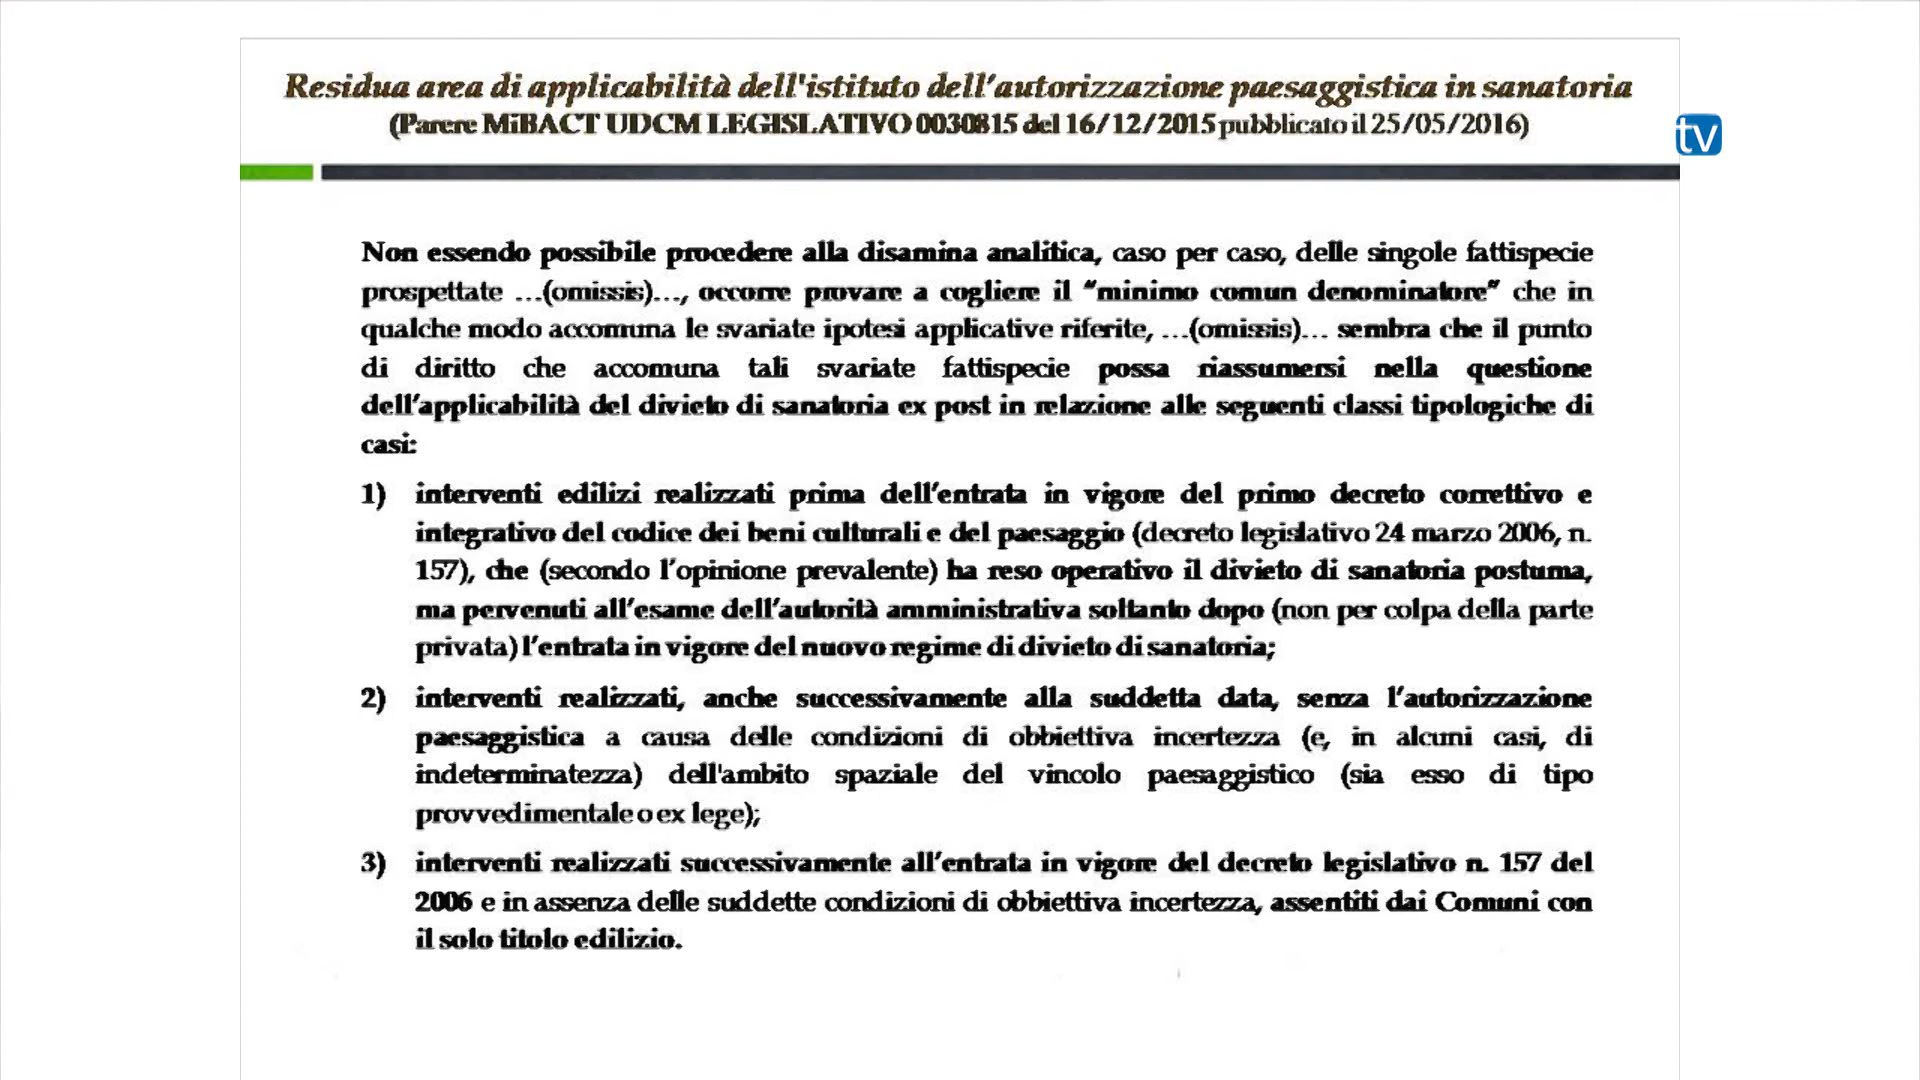 Residua area di applicabilità dell'istituto dell’autorizzazione paesaggistica in sanatoria
(Parere MiBACT UDCM LEGISLATIVO 0030815 del 16/12/2015 pubblicato il 25/05/2016)
tv
Non essendo possibile procedere alla disamina analitica, caso per caso, delle singole fattispecie
prospettate …(omissis)…, occorre provare a cogliere il “minimo comun denominatore” che in
qualche modo accomuna le svariate ipotesi applicative riferite, …(omissis)… sembra che il punto
di diritto che accomuna tali svariate fattispecie possa riassumersi nella questione
dell’applicabilità del divieto di sanatoria ex post in relazione alle seguenti classi tipologiche di
casi:
1) interventi edilizi realizzati prima dell’entrata in vigore del primo decreto correttivo e
integrativo del codice dei beni culturali e del paesaggio (decreto legislativo 24 marzo 2006, n.
157), che (secondo l’opinione prevalente) ha reso operativo il divieto di sanatoria postuma,
ma pervenuti all’esame dell’autorità amministrativa soltanto dopo (non per colpa della parte
privata) l’entrata in vigore del nuovo regime di divieto di sanatoria;
2) interventi realizzati, anche successivamente alla suddetta data, senza l’autorizzazione
paesaggistica a causa delle condizioni di obbiettiva incertezza (e, in alcuni casi, di
indeterminatezza) dell'ambito spaziale del vincolo paesaggistico (sia esso di tipo
provvedimentale o ex lege);
3) interventi realizzati successivamente all’entrata in vigore del decreto legislativo n. 157 del
2006 e in assenza delle suddette condizioni di obbiettiva incertezza, assentiti dai Comuni con
il solo titolo edilizio.